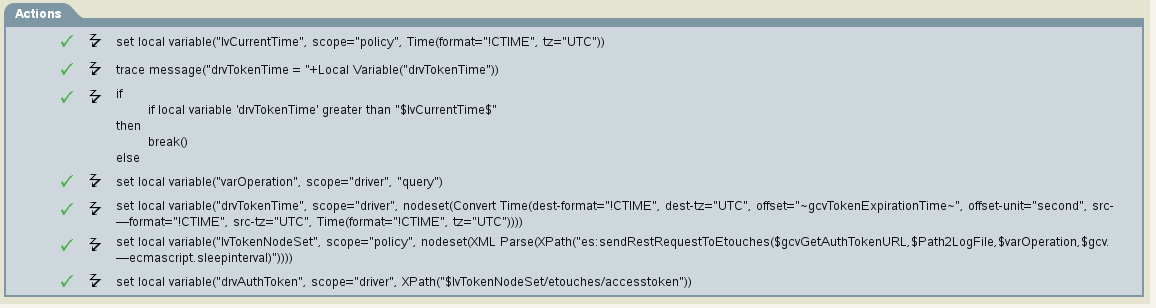 Actions
set local variable("lvCurrentTime", scope="policy", Time(format="!CTIME", tz="UTC"))
trace message("drvTokenTime = "+Local Variable("drvTokenTime"))
if
if local variable 'drvTokenTime' greater than "$lvCurrentTime$"
then
break()
else
set local variable("varOperation", scope="driver", "query")
set local variable("drvTokenTime", scope="driver", nodeset(Convert Time(dest-format="!CTIME", dest-tz="UTC", offset="~gcvTokenExpirationTime~", offset-unit="second", src-
—format="!CTIME", src-tz="UTC", Time(format="!CTIME", tz="UTC"))))
set local variable("lvTokenNodeSet", scope="policy", nodeset(XML Parse(XPath("es:sendRestRequestToEtouches($gcvGetAuthTokenURL,$Path2LogFile,$varOperation,$gcv.
—ecmascript.sleepinterval)"))))
set local variable("drvAuthToken", scope="driver", XPath("$lvTokenNodeSet/etouches/accesstoken"))